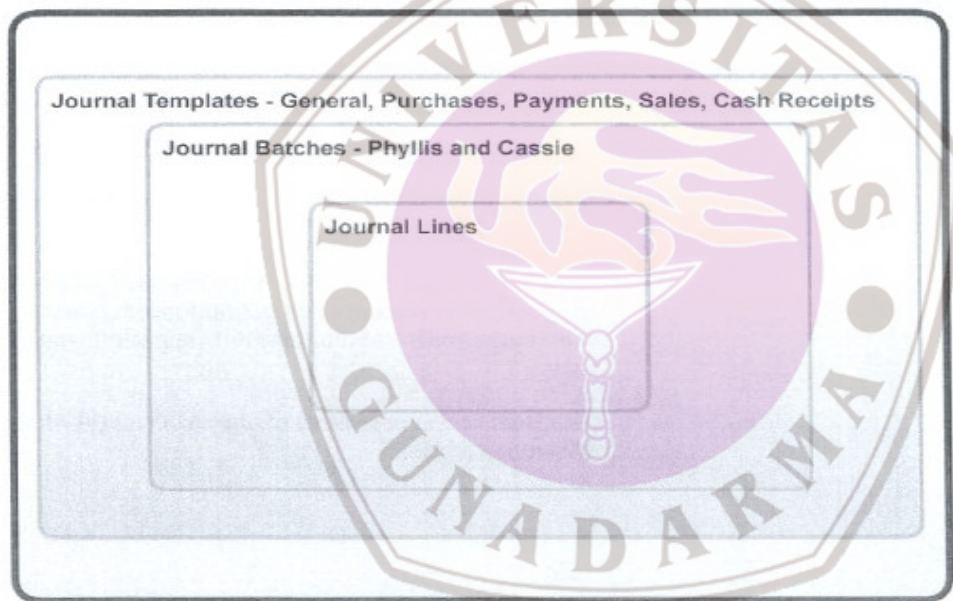 Journal Templates - General, Purchases, Payments, Sales, Cash Receipts
Journal Batches - Phyllis and Cassie
Journal Lines
UNIVERSITAS
GUNADARMA